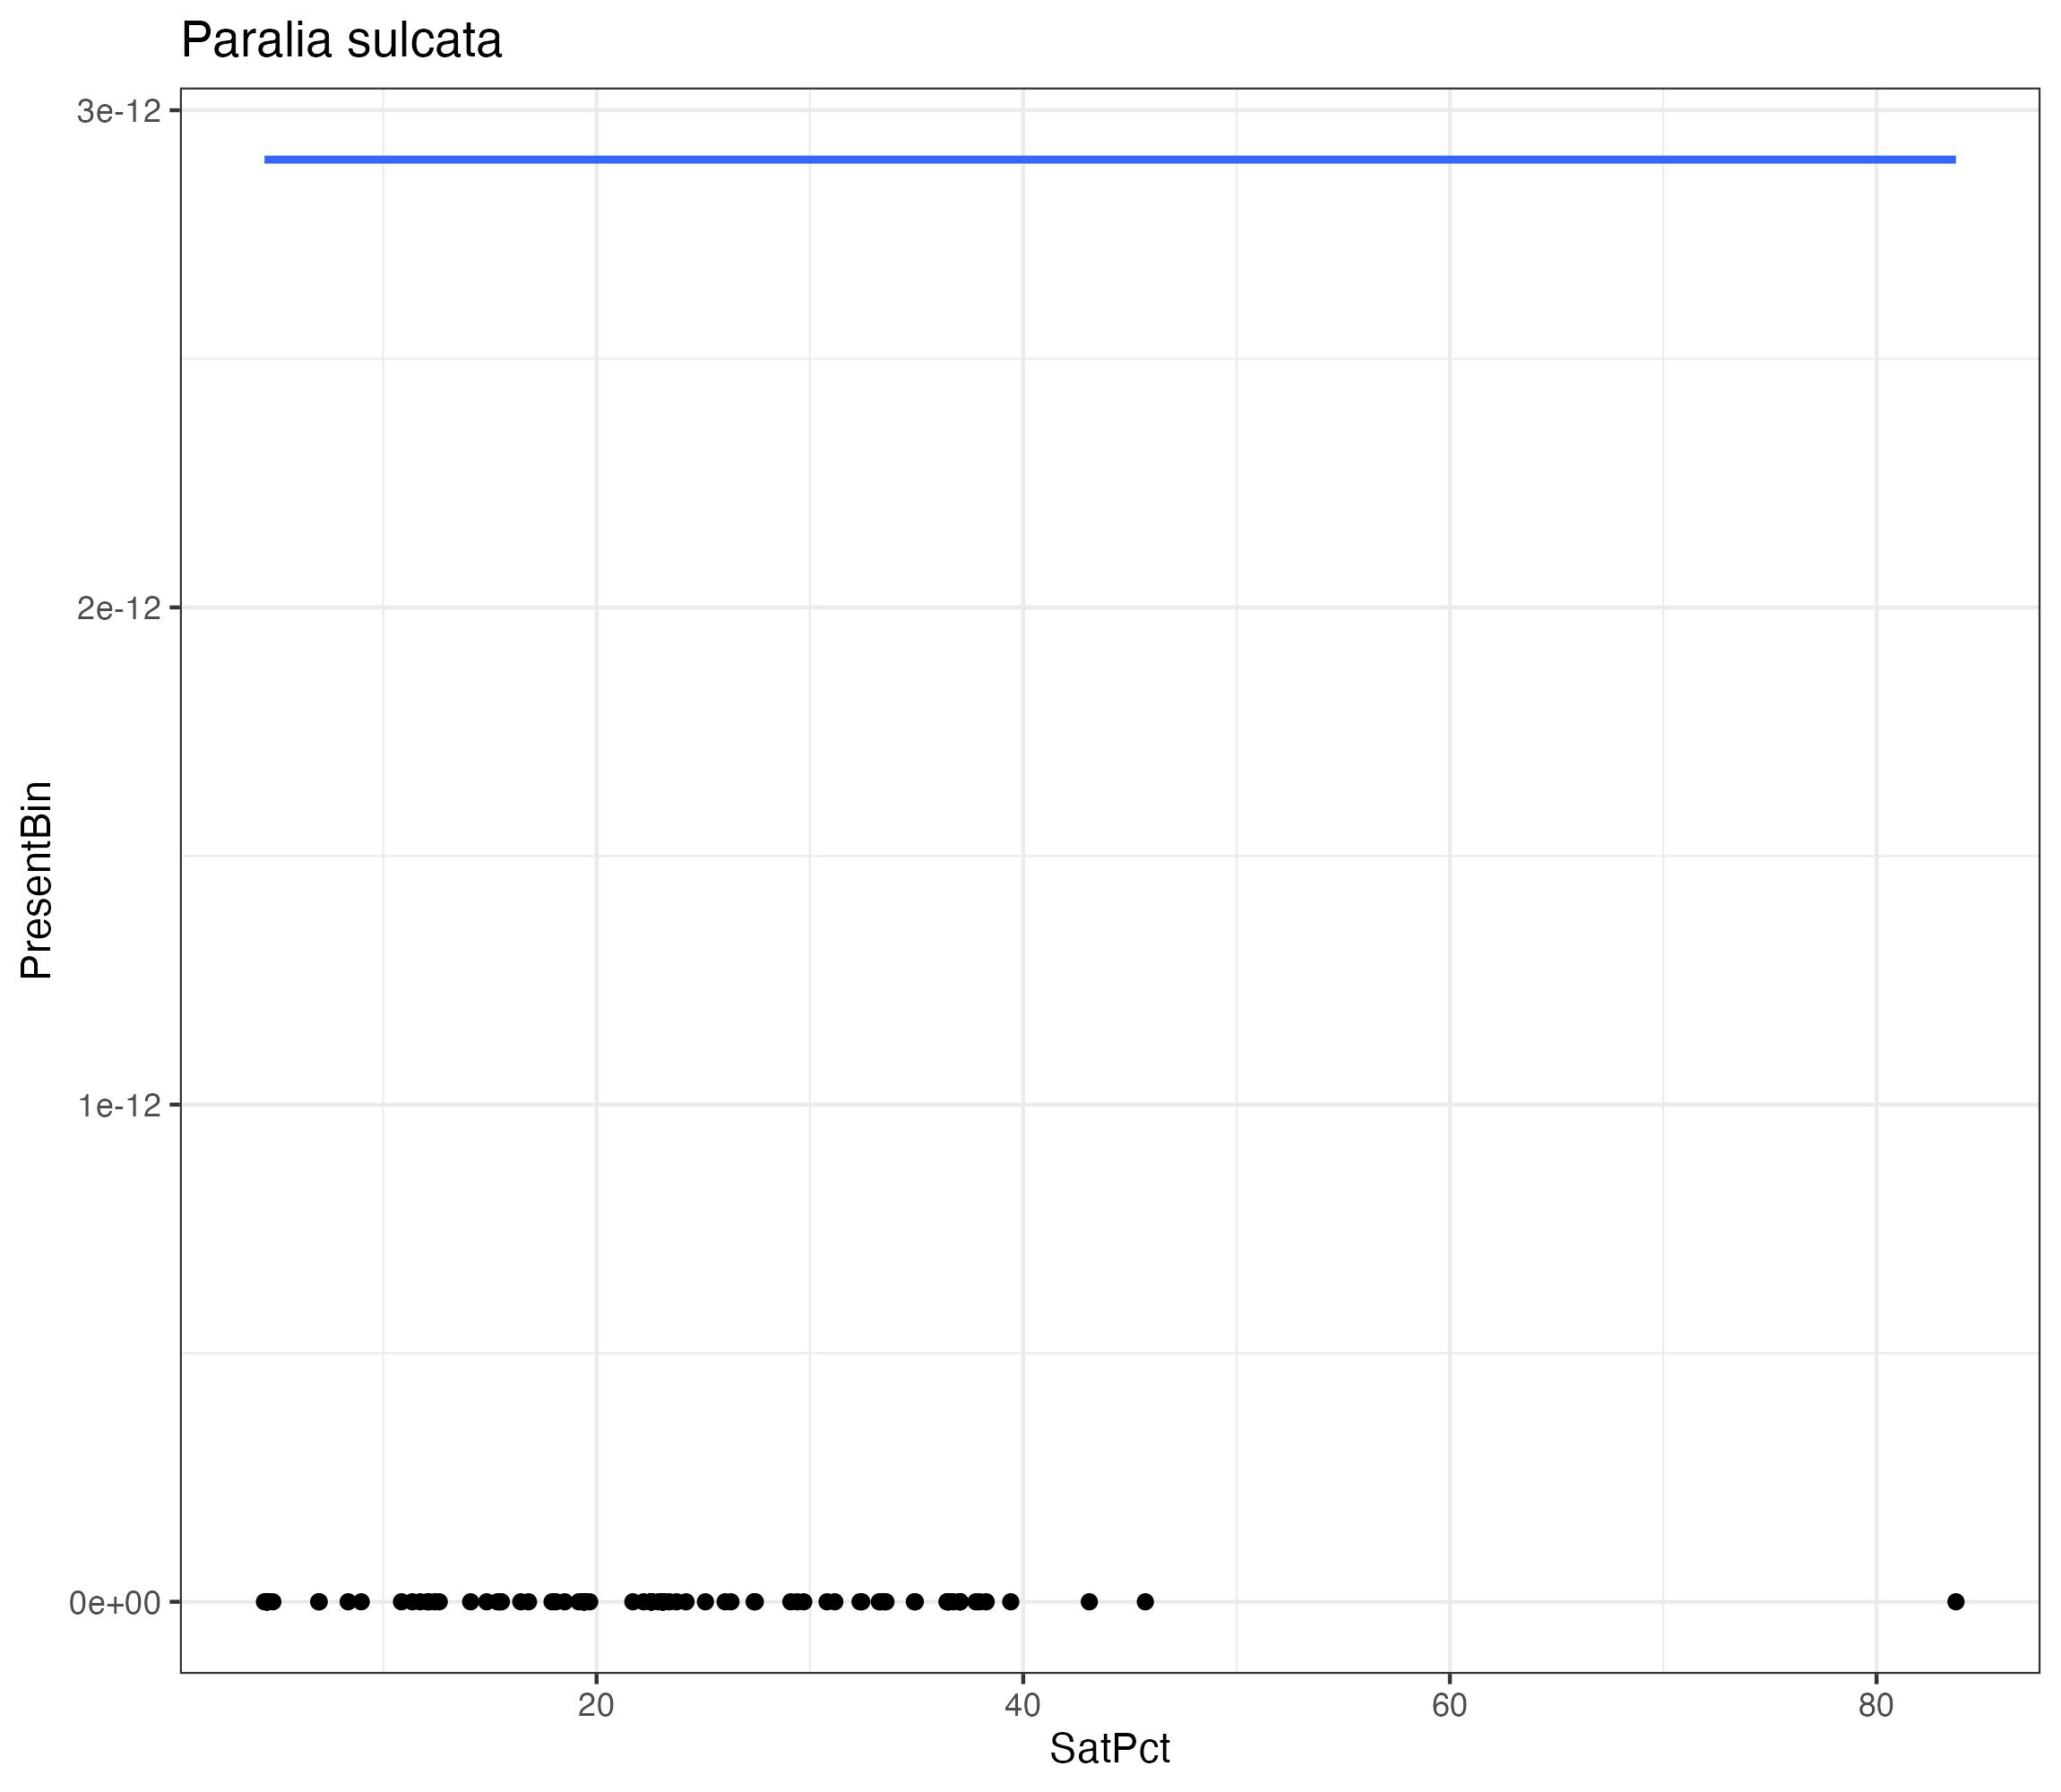 Paralia sulcata
3e-12
2e-12
1e-12
0e+00
PresentBin
20 40 60 80
SatPct